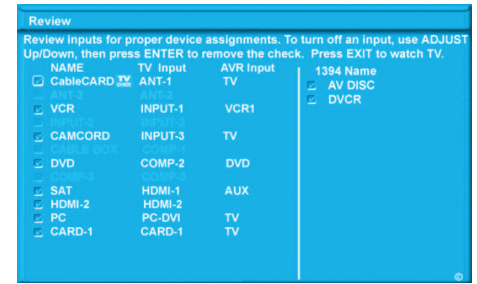 Review
Review inputs for proper device assignments. To turn off an input, use ADJUST
Up/Down, then press ENTER to remove the check. Press EXIT to watch TV.
NAME TV Input AVR Input
CableCARD TV ANT-1 TV
ANT-2 ANT-2
VCR INPUT-1 VCR1
INPUT-2 INPUT-2
CAMCORD INPUT-3 TV
CABLE BOX COMP-1
DVD COMP-2 DVD
COMP-3 COMP-3
SAT HDMI-1 AUX
HDMI-2 HDMI-2
PC PC-DVI TV
CARD-1 CARD-1 TV
1394 Name
AV DISC
DVCR
©